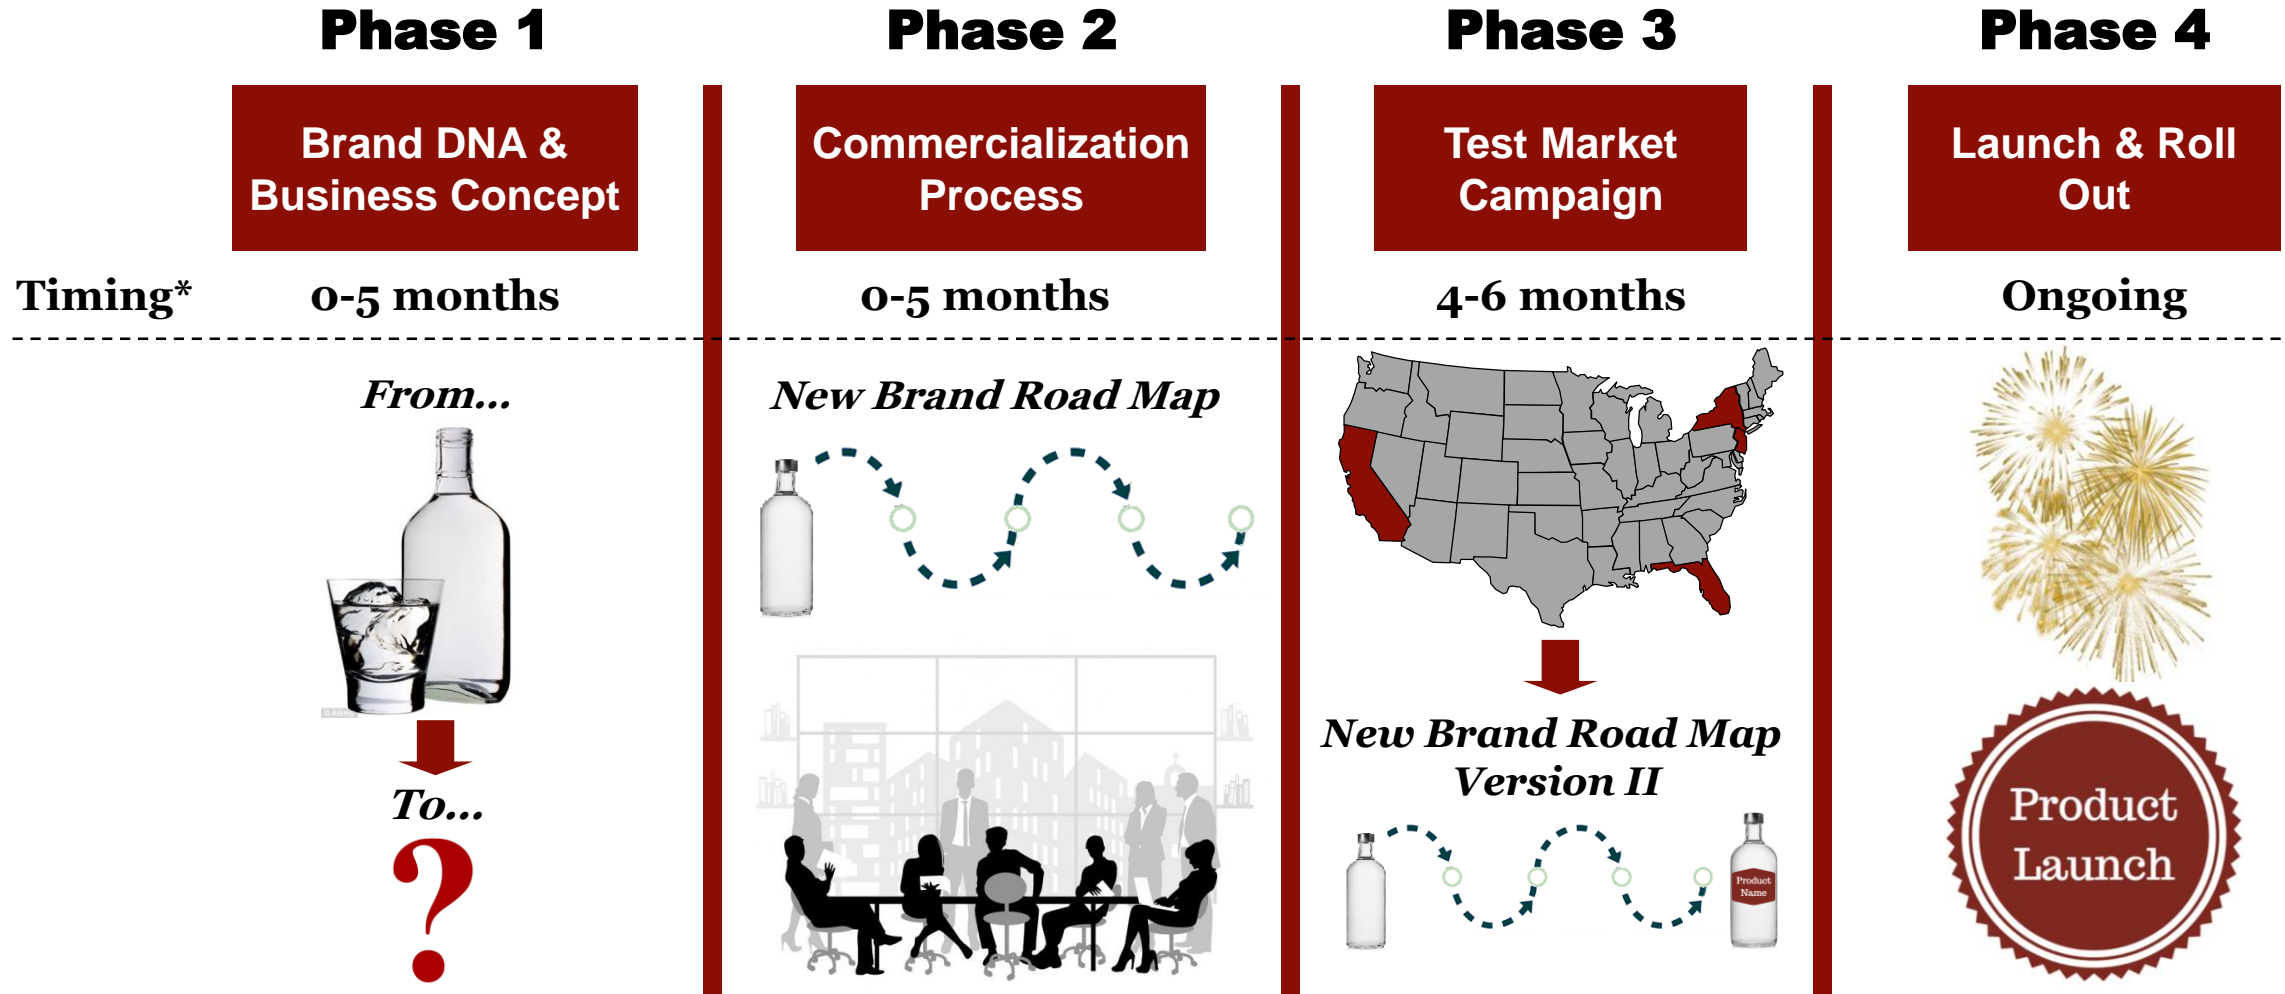 Phase 1
Phase 2
Phase 3
Phase 4
Brand DNA &
Business Concept
Commercialization
Process
Test Market
Campaign
Launch & Roll
Out
Timing*
0-5 months
0-5 months
4-6 months
Ongoing
From...
To...
New Brand Road Map
New Brand Road Map
Version II
Product
Name
Product
Launch